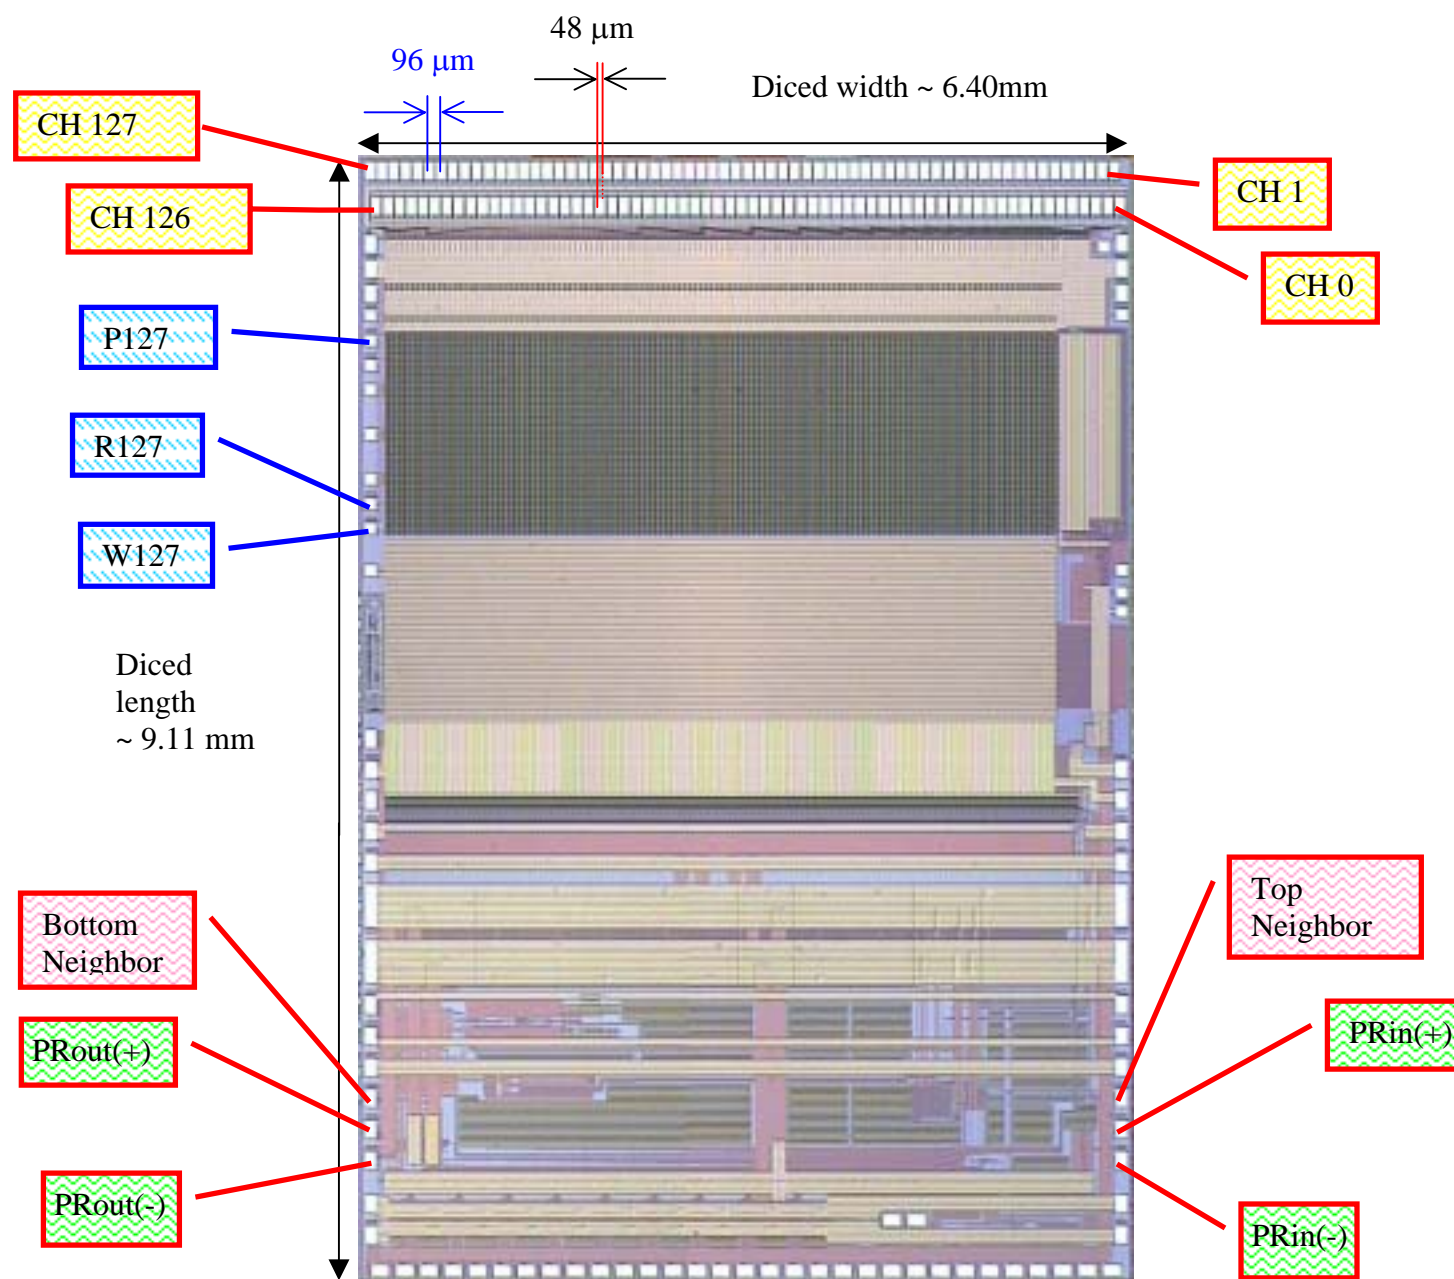 48 μm
96 μm
Diced width ~ 6.40mm
CH 127
CH 1
CH 126
CH 0
P127
R127
W127
Diced
length
~ 9.11 mm
Top
Neighbor
Bottom
Neighbor
PRout(+)
PRin(+)
PRout(-)
PRin(-)